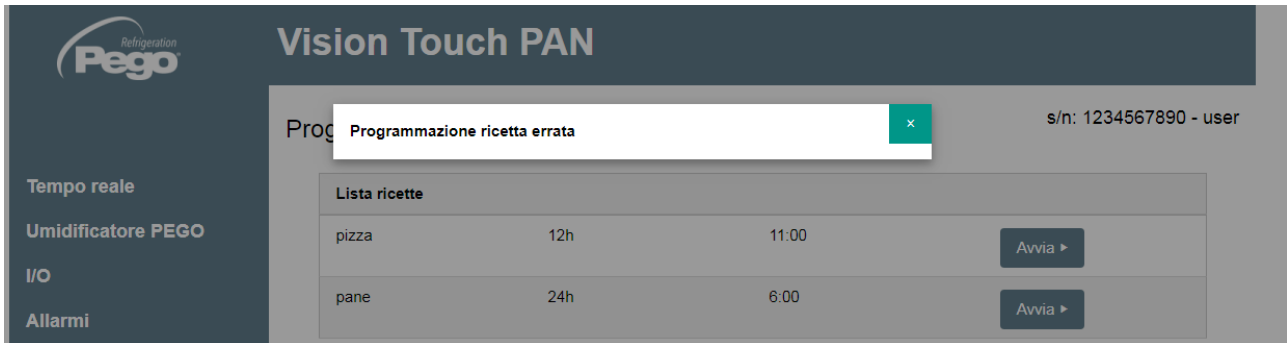 Refrigeration
Pego
Vision Touch PAN
s/n: 1234567890 - user
Programmazione ricetta errata ×
Tempo reale
Umidificatore PEGO
I/O
Allarmi
Lista ricette
pizza 12h 11:00 Avvia ▸
pane 24h 6:00 Avvia ▸